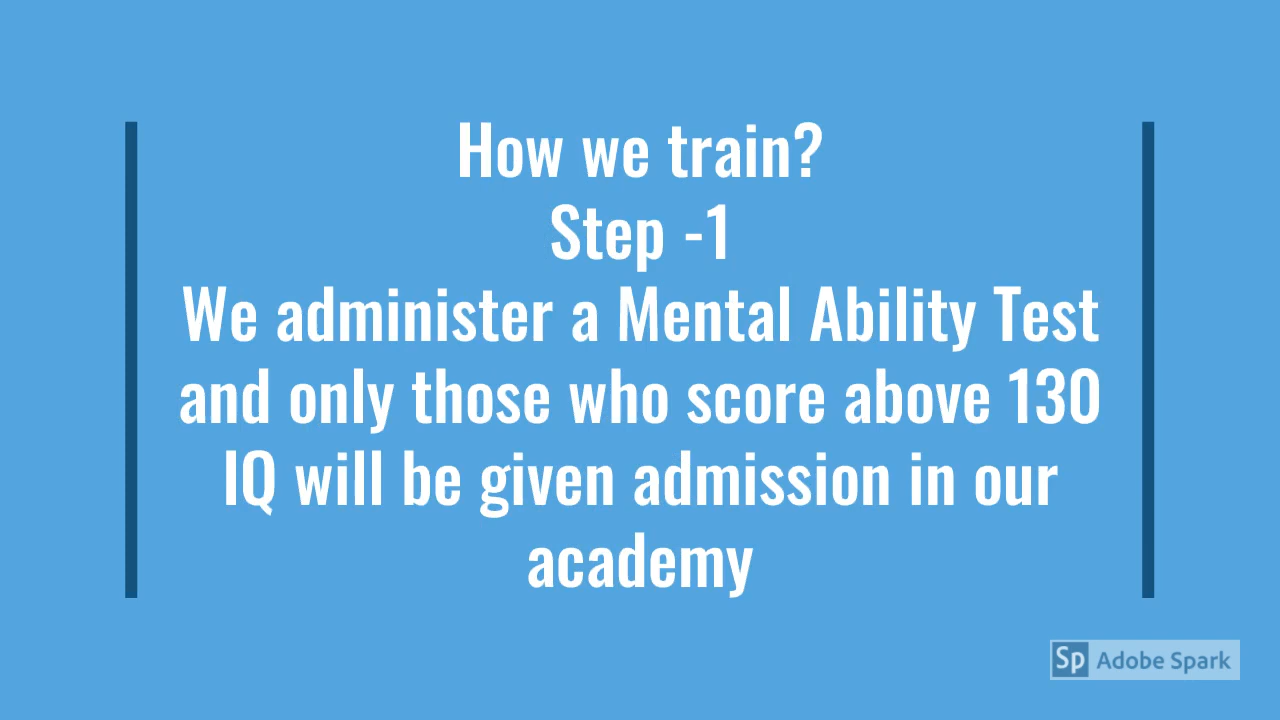 How we train?
Step -1
We administer a Mental Ability Test
and only those who score above 130
IQ will be given admission in our
academy
Sp Adobe Spark